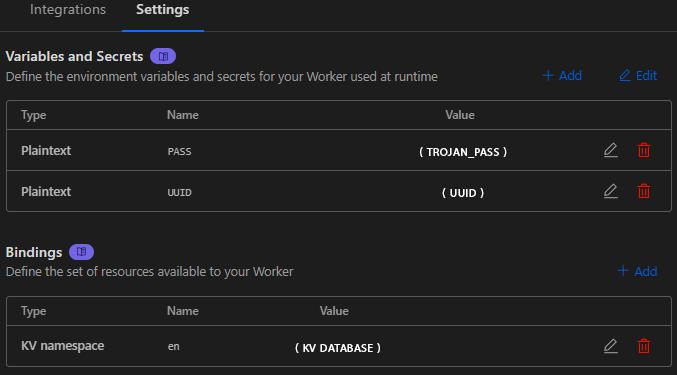 Integrations Settings
Variables and Secrets
Define the environment variables and secrets for your Worker used at runtime
+ Add Edit
Type Name Value
Plaintext PASS ( TROJAN_PASS )
Plaintext UUID ( UUID )
Bindings
Define the set of resources available to your Worker
+ Add
Type Name Value
KV namespace en ( KV DATABASE )